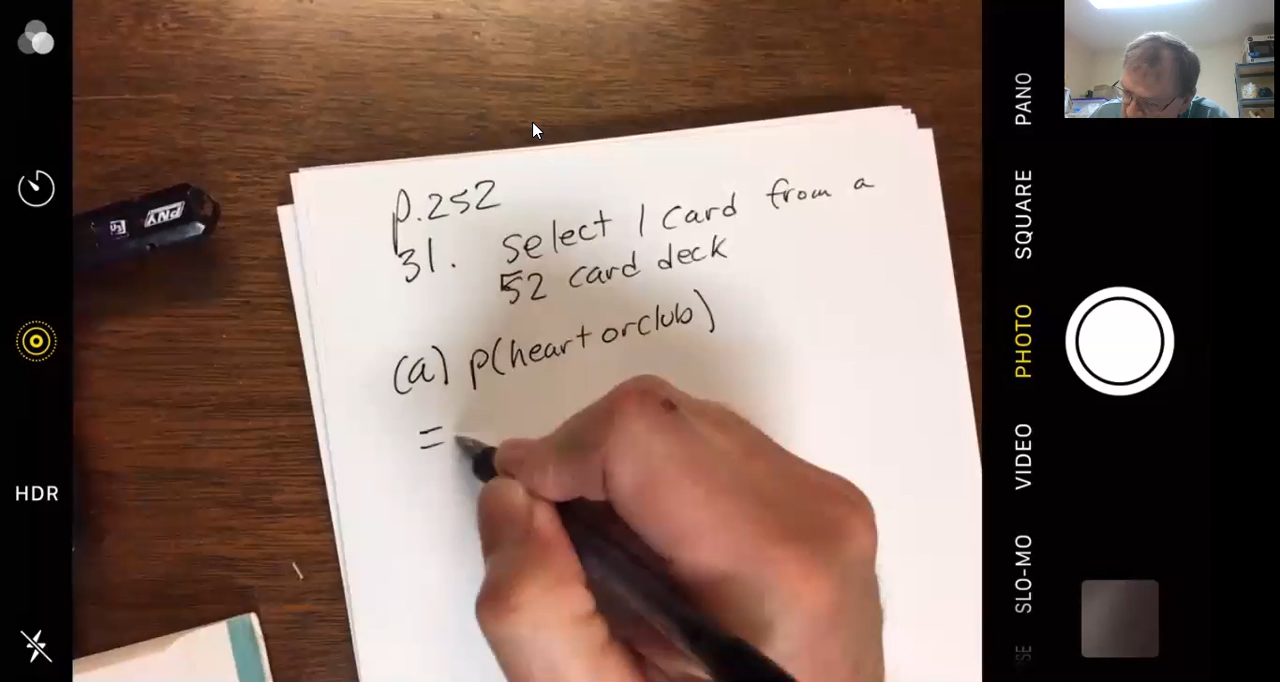 p.252
31. select 1 card from a
52 card deck
(a) p(heart or club)
=
PNY
HDR
PANO
SQUARE
PHOTO
VIDEO
SLO-MO
SE